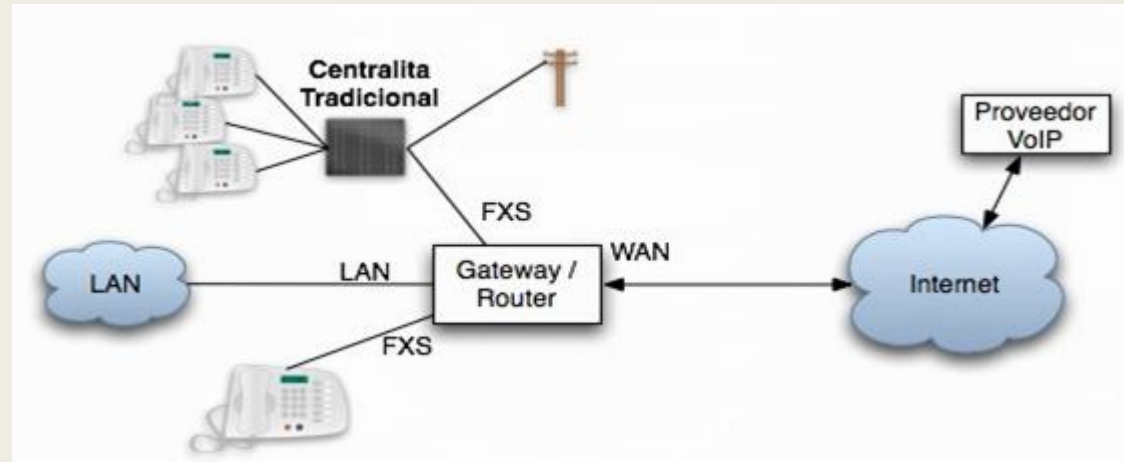 Centralita
Tradicional
Proveedor
VoIP
FXS
WAN
LAN
LAN
Gateway /
Router
Internet
FXS